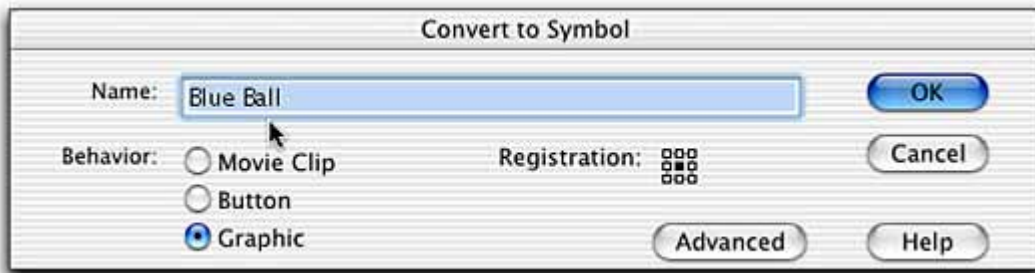 Convert to Symbol
Name: Blue Ball OK
Behavior: Movie Clip Registration: Cancel
Button
Graphic Advanced Help